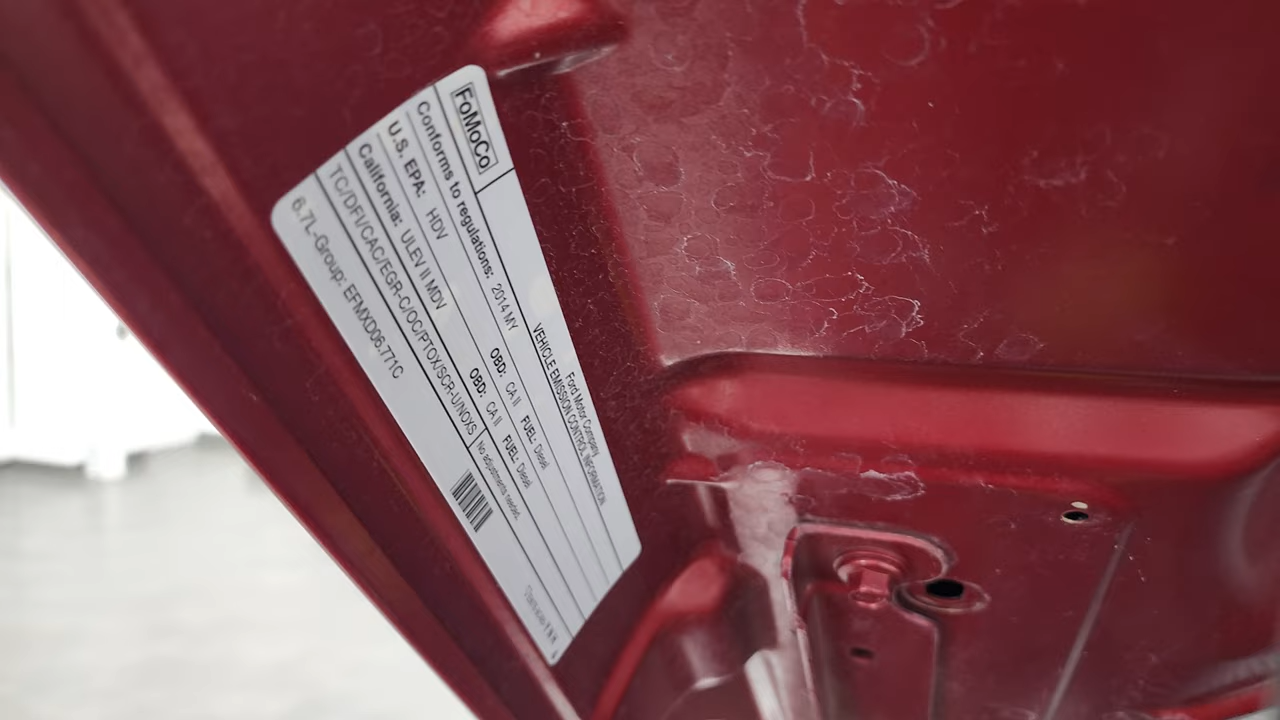 FoMoCo
Ford Motor Company
VEHICLE EMISSION CONTROL INFORMATION
Conforms to regulations: 2014 MY
U.S. EPA: HDV OBD: CA II FUEL: Diesel
California: ULEV II MDV OBD: CA II FUEL: Diesel
TC/DFI/CAC/EGR-C/OC/PTOX/SCR-U/NOXS No adjustments needed.
6.7L-Group: EFMXD06.71C